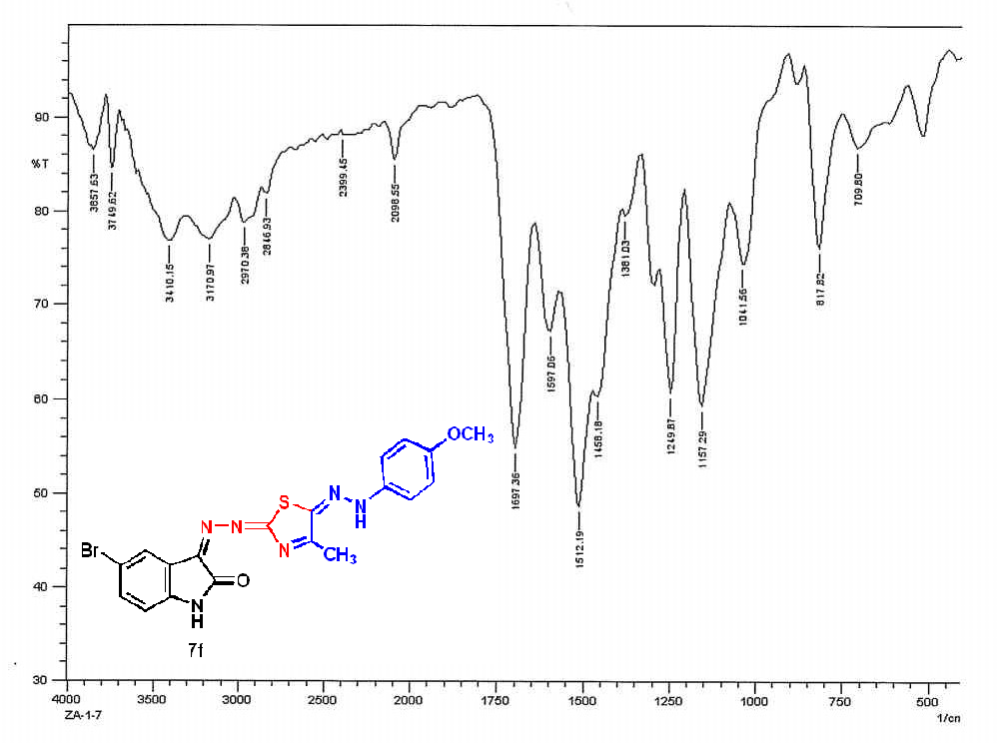 %T
90
80
70
60
50
40
30
3857.63
3749.62
3410.15
3170.97
2970.38
2846.93
2399.45
2098.55
1697.36
1597.06
1512.19
1458.18
1381.03
1249.87
1157.29
1041.56
817.82
709.80
OCH3
N
N
H
S
N
N
N
CH3
Br
O
N
H
7f
4000
3500
3000
2500
2000
1750
1500
1250
1000
750
500
ZA-1-7
1/cm